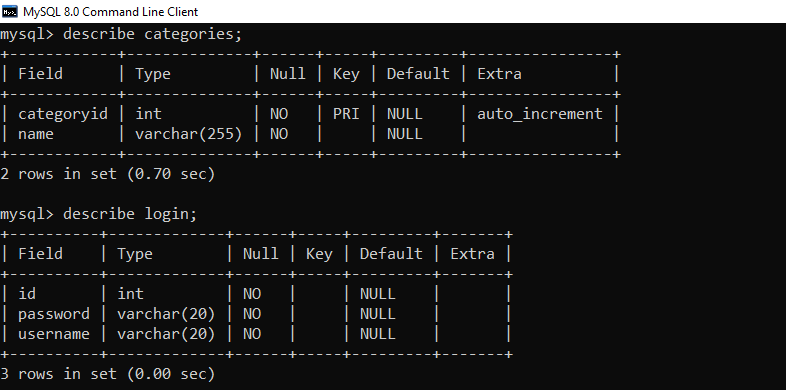 MySQL 8.0 Command Line Client
mysql> describe categories;
+------------+--------------+------+-----+---------+----------------+
| Field      | Type         | Null | Key | Default | Extra          |
+------------+--------------+------+-----+---------+----------------+
| categoryid | int          | NO   | PRI | NULL    | auto_increment |
| name       | varchar(255) | NO   |     | NULL    |                |
+------------+--------------+------+-----+---------+----------------+
2 rows in set (0.70 sec)
mysql> describe login;
+----------+-------------+------+-----+---------+-------+
| Field    | Type        | Null | Key | Default | Extra |
+----------+-------------+------+-----+---------+-------+
| id       | int         | NO   |     | NULL    |       |
| password | varchar(20) | NO   |     | NULL    |       |
| username | varchar(20) | NO   |     | NULL    |       |
+----------+-------------+------+-----+---------+-------+
3 rows in set (0.00 sec)